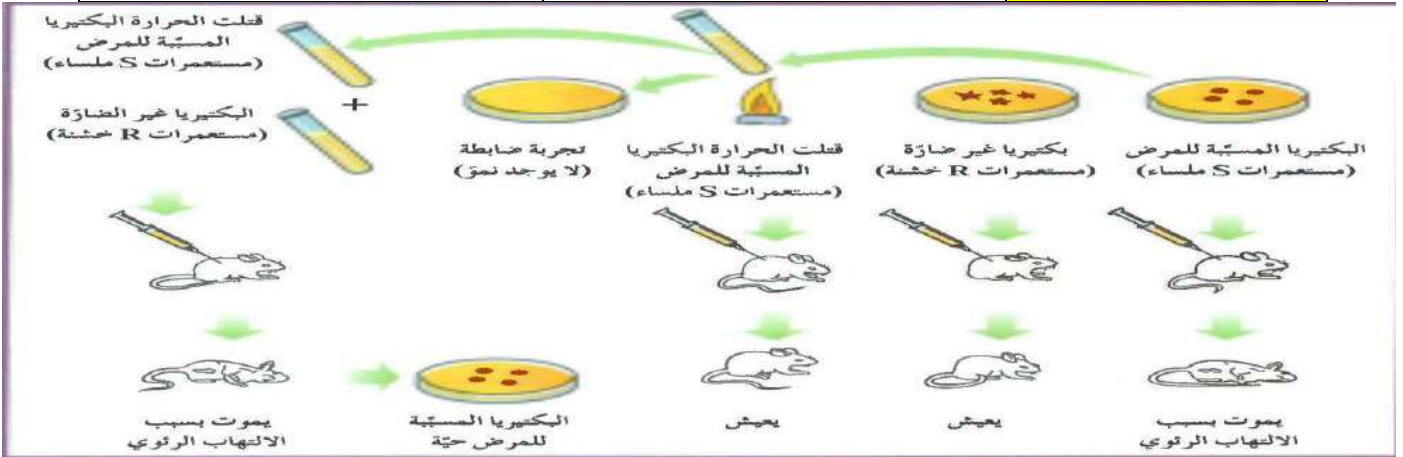 البكتيريا المسبّبة للمرض
(مستعمرات S ملساء)
بكتيريا غير ضارّة
(مستعمرات R خشنة)
قتلت الحرارة البكتيريا
المسبّبة للمرض
(مستعمرات S ملساء)
تجربة ضابطة
(لا يوجد نموّ)
قتلت الحرارة البكتيريا
المسبّبة للمرض
(مستعمرات S ملساء)
+
البكتيريا غير الضارّة
(مستعمرات R خشنة)
يموت بسبب
الالتهاب الرئوي
يعيش
يعيش
البكتيريا المسبّبة
للمرض حيّة
يموت بسبب
الالتهاب الرئوي